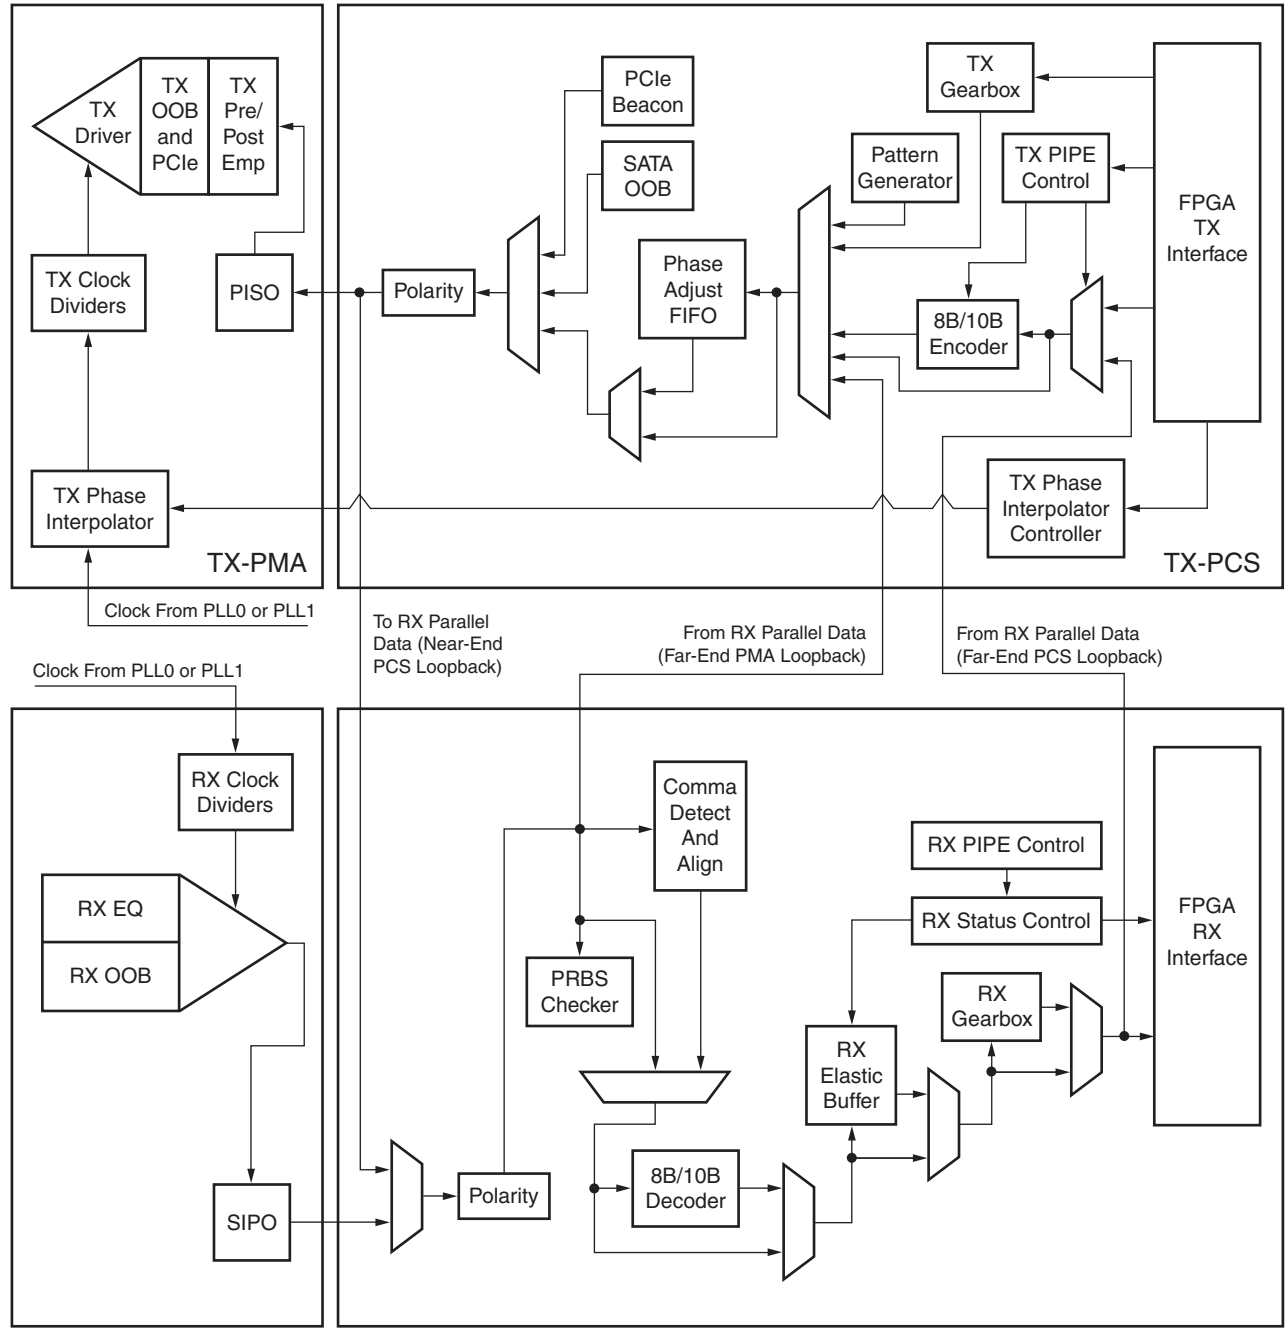 TX
Driver
TX
OOB
and
PCIe
TX
Pre/
Post
Emp
TX Clock
Dividers
PISO
TX Phase
Interpolator
TX-PMA
PCIe
Beacon
SATA
OOB
Polarity
Phase
Adjust
FIFO
Pattern
Generator
TX
Gearbox
TX PIPE
Control
8B/10B
Encoder
FPGA
TX
Interface
TX Phase
Interpolator
Controller
TX-PCS
Clock From PLL0 or PLL1
To RX Parallel
Data (Near-End
PCS Loopback)
From RX Parallel Data
(Far-End PMA Loopback)
From RX Parallel Data
(Far-End PCS Loopback)
Clock From PLL0 or PLL1
RX Clock
Dividers
RX EQ
RX OOB
SIPO
Polarity
Comma
Detect
And
Align
PRBS
Checker
8B/10B
Decoder
RX PIPE Control
RX Status Control
RX
Elastic
Buffer
RX
Gearbox
FPGA
RX
Interface